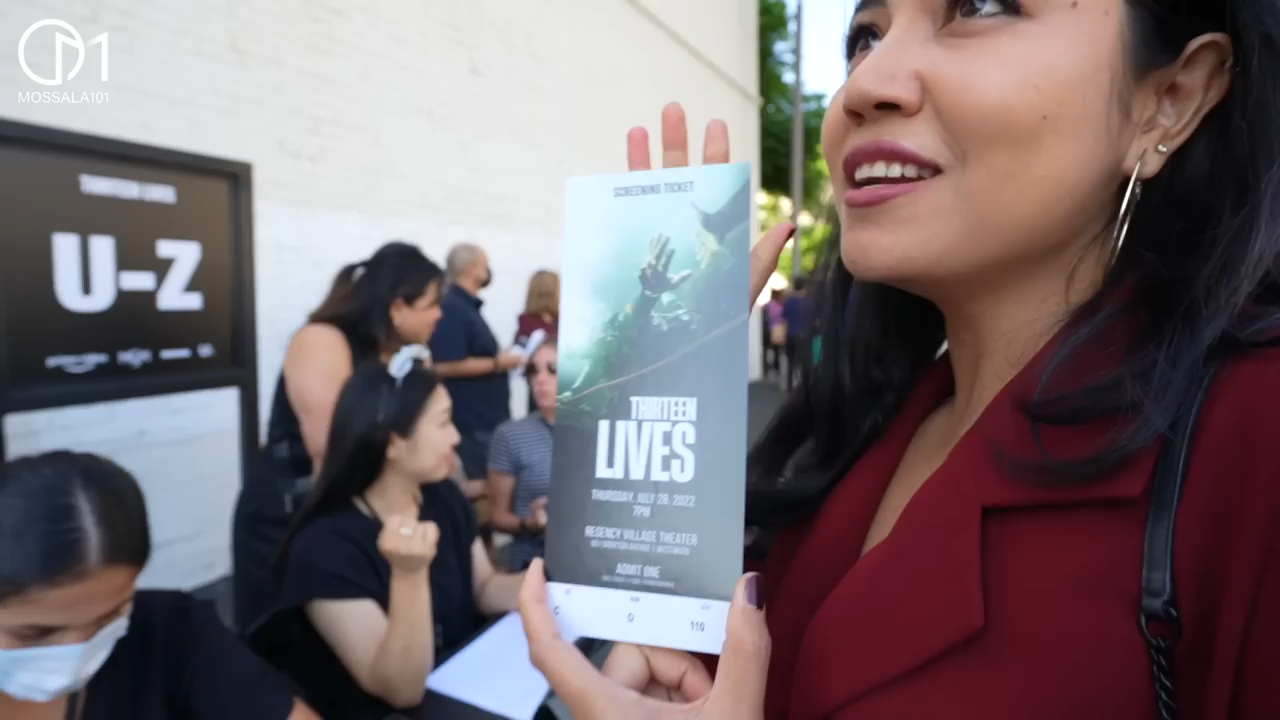 MOSSALA101
THIRTEEN LIVES
U-Z
SCREENING TICKET
THIRTEEN
LIVES
THURSDAY, JULY 28, 2022
7PM
REGENCY VILLAGE THEATER
ADMIT ONE
D
110